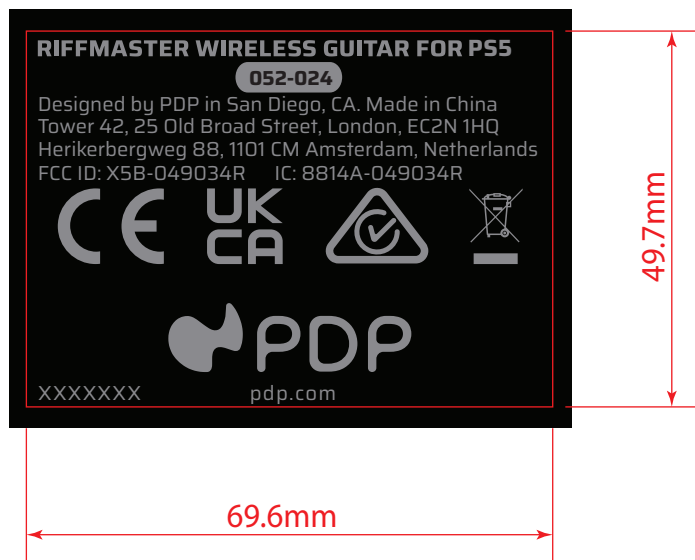 RIFFMASTER WIRELESS GUITAR FOR PS5
052-024
Designed by PDP in San Diego, CA. Made in China
Tower 42, 25 Old Broad Street, London, EC2N 1HQ
Herikerbergweg 88, 1101 CM Amsterdam, Netherlands
FCC ID: X5B-049034R IC: 8814A-049034R
CE UK CA
PDP
XXXXXXX pdp.com
49.7mm
69.6mm